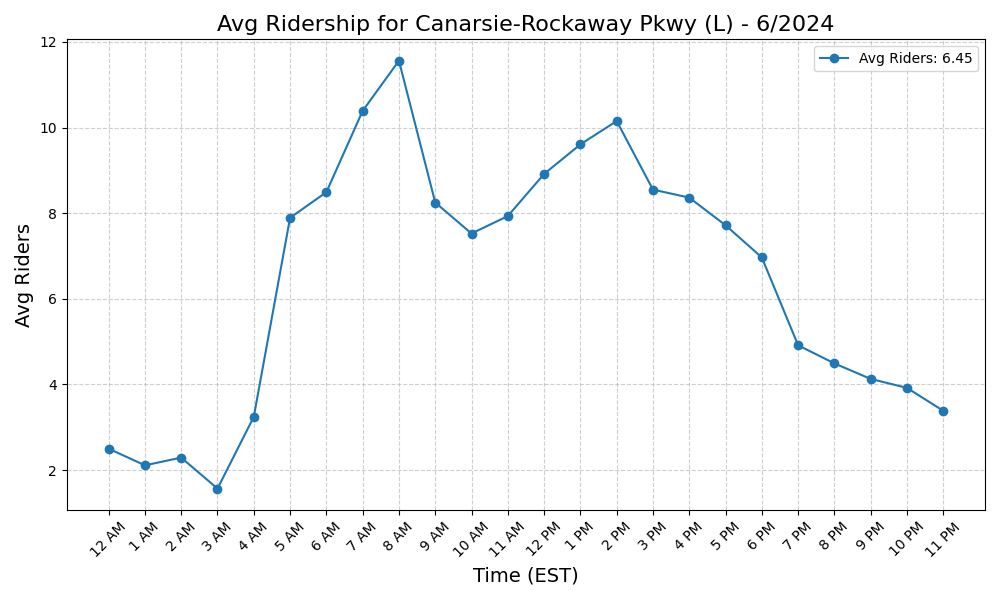 Avg Ridership for Canarsie-Rockaway Pkwy (L) - 6/2024
Avg Riders: 6.45
Avg Riders
12
10
8
6
4
2
12 AM
1 AM
2 AM
3 AM
4 AM
5 AM
6 AM
7 AM
8 AM
9 AM
10 AM
11 AM
12 PM
1 PM
2 PM
3 PM
4 PM
5 PM
6 PM
7 PM
8 PM
9 PM
10 PM
11 PM
Time (EST)